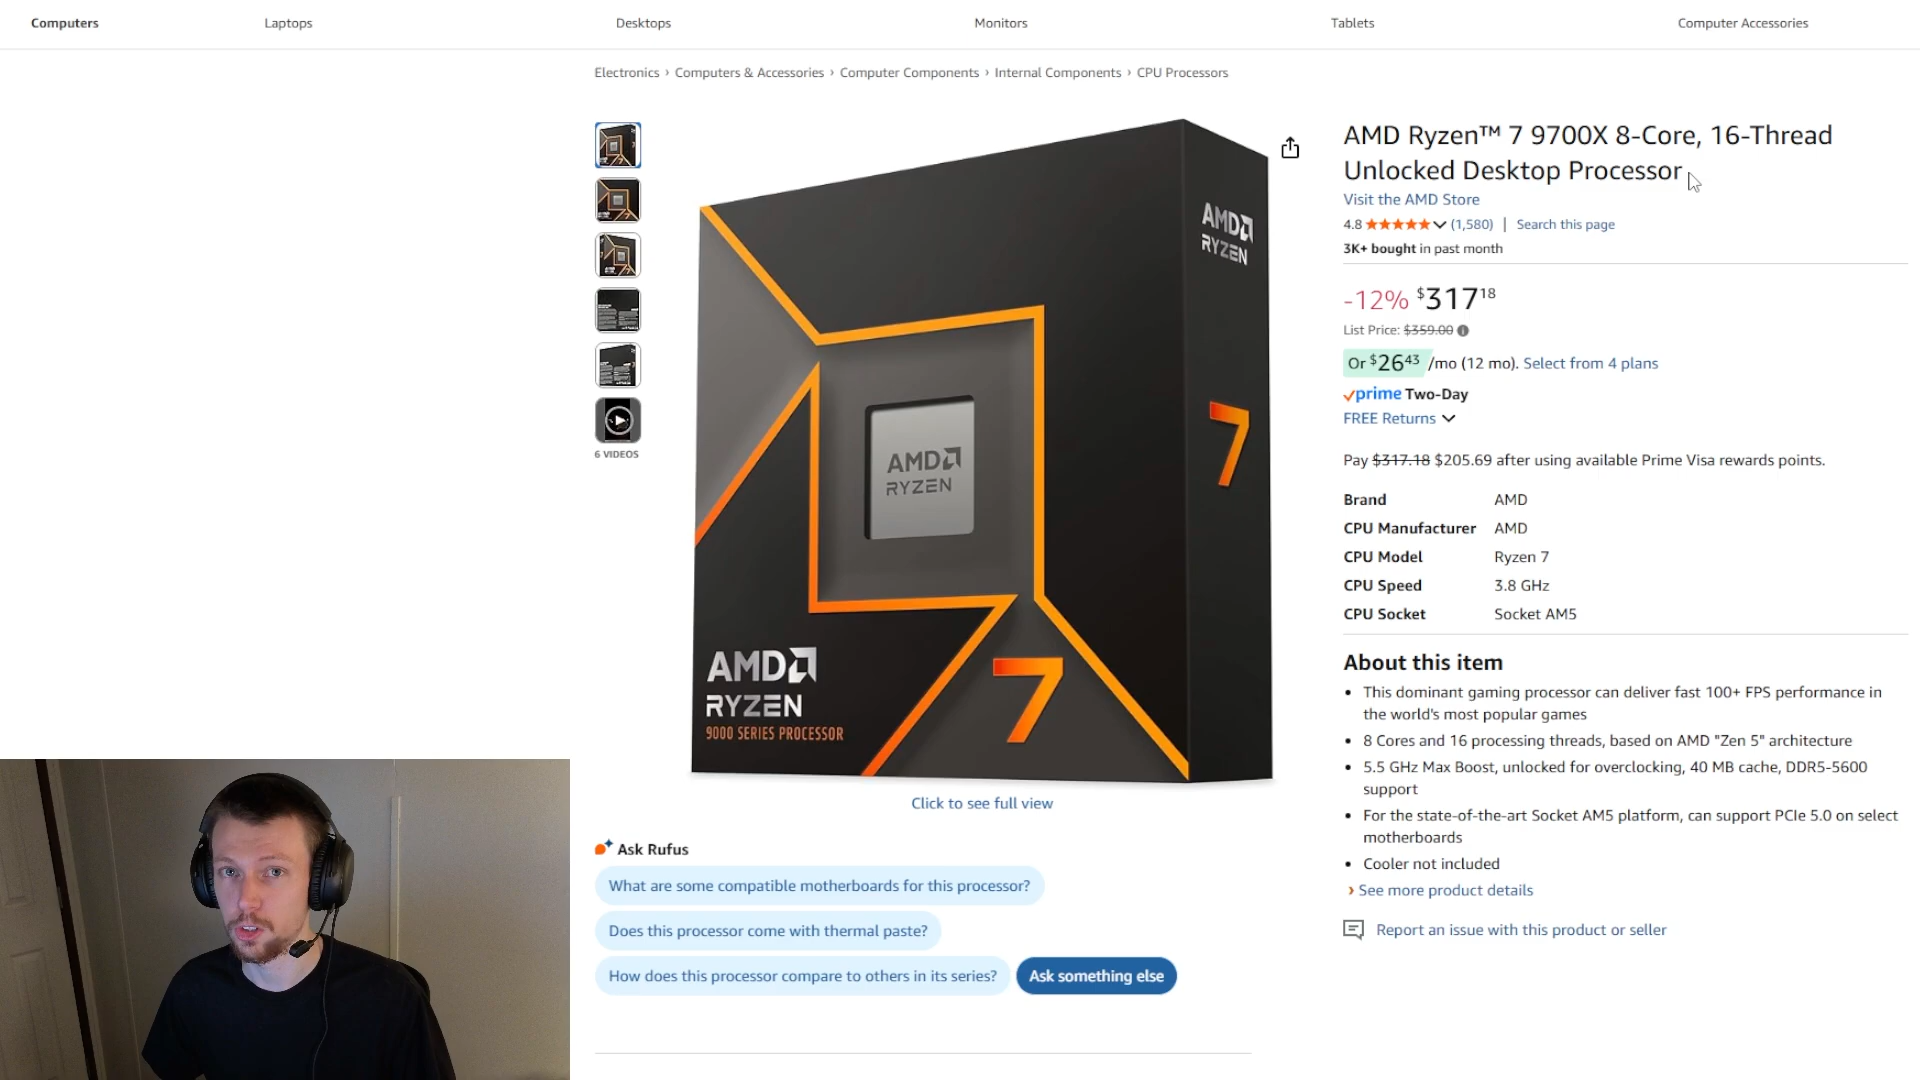 Computers
Laptops
Desktops
Monitors
Tablets
Computer Accessories
Electronics › Computers & Accessories › Computer Components › Internal Components › CPU Processors
AMD Ryzen™ 7 9700X 8-Core, 16-Thread
Unlocked Desktop Processor
Visit the AMD Store
4.8 (1,580) | Search this page
3K+ bought in past month
-12% $317 18
List Price: $359.00
Or $26 43 /mo (12 mo). Select from 4 plans
prime Two-Day
FREE Returns
Pay $317.18 $205.69 after using available Prime Visa rewards points.
Brand AMD
CPU Manufacturer AMD
CPU Model Ryzen 7
CPU Speed 3.8 GHz
CPU Socket Socket AM5
About this item
• This dominant gaming processor can deliver fast 100+ FPS performance in
the world's most popular games
• 8 Cores and 16 processing threads, based on AMD "Zen 5" architecture
• 5.5 GHz Max Boost, unlocked for overclocking, 40 MB cache, DDR5-5600
support
• For the state-of-the-art Socket AM5 platform, can support PCIe 5.0 on select
motherboards
• Cooler not included
› See more product details
Report an issue with this product or seller
6 VIDEOS
AMD
RYZEN
7
AMD
RYZEN
AMD
RYZEN
9000 SERIES PROCESSOR
7
Click to see full view
Ask Rufus
What are some compatible motherboards for this processor?
Does this processor come with thermal paste?
How does this processor compare to others in its series?
Ask something else